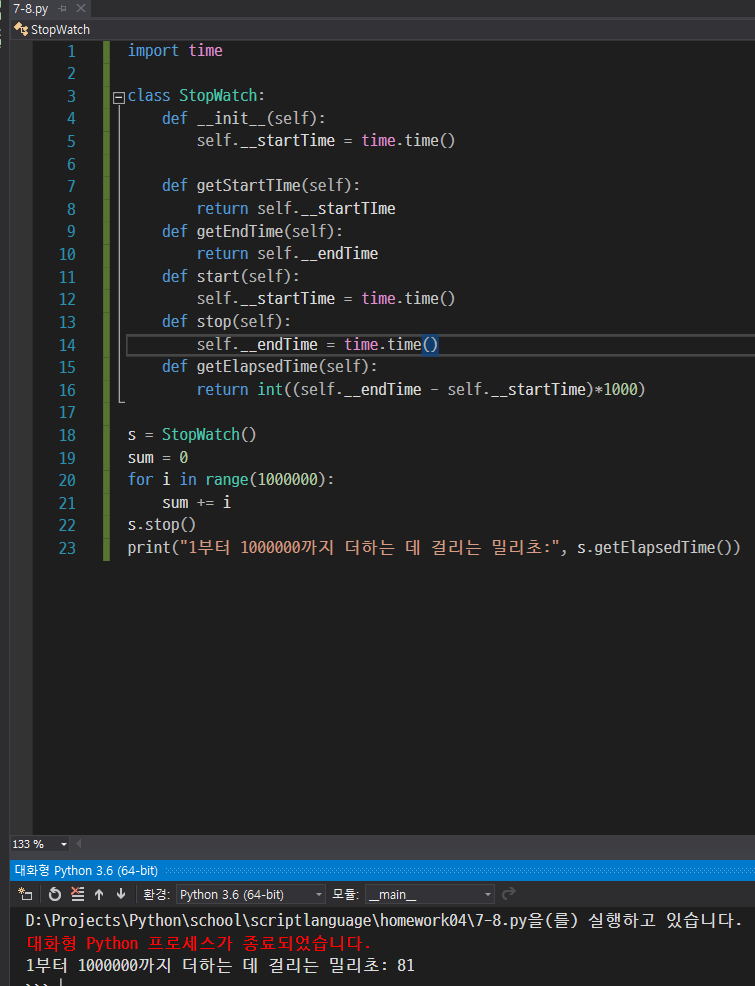 7-8.py
StopWatch
1 import time
2
3 class StopWatch:
4 def __init__(self):
5 self.__startTime = time.time()
6
7 def getStartTIme(self):
8 return self.__startTIme
9 def getEndTime(self):
10 return self.__endTime
11 def start(self):
12 self.__startTime = time.time()
13 def stop(self):
14 self.__endTime = time.time()
15 def getElapsedTime(self):
16 return int((self.__endTime - self.__startTime)*1000)
17
18 s = StopWatch()
19 sum = 0
20 for i in range(1000000):
21 sum += i
22 s.stop()
23 print("1부터 1000000까지 더하는 데 걸리는 밀리초:", s.getElapsedTime())
133 %
대화형 Python 3.6 (64-bit)
환경: Python 3.6 (64-bit) 모듈: __main__
D:\Projects\Python\school\scriptlanguage\homework04\7-8.py을(를) 실행하고 있습니다.
대화형 Python 프로세스가 종료되었습니다.
1부터 1000000까지 더하는 데 걸리는 밀리초: 81
>>>